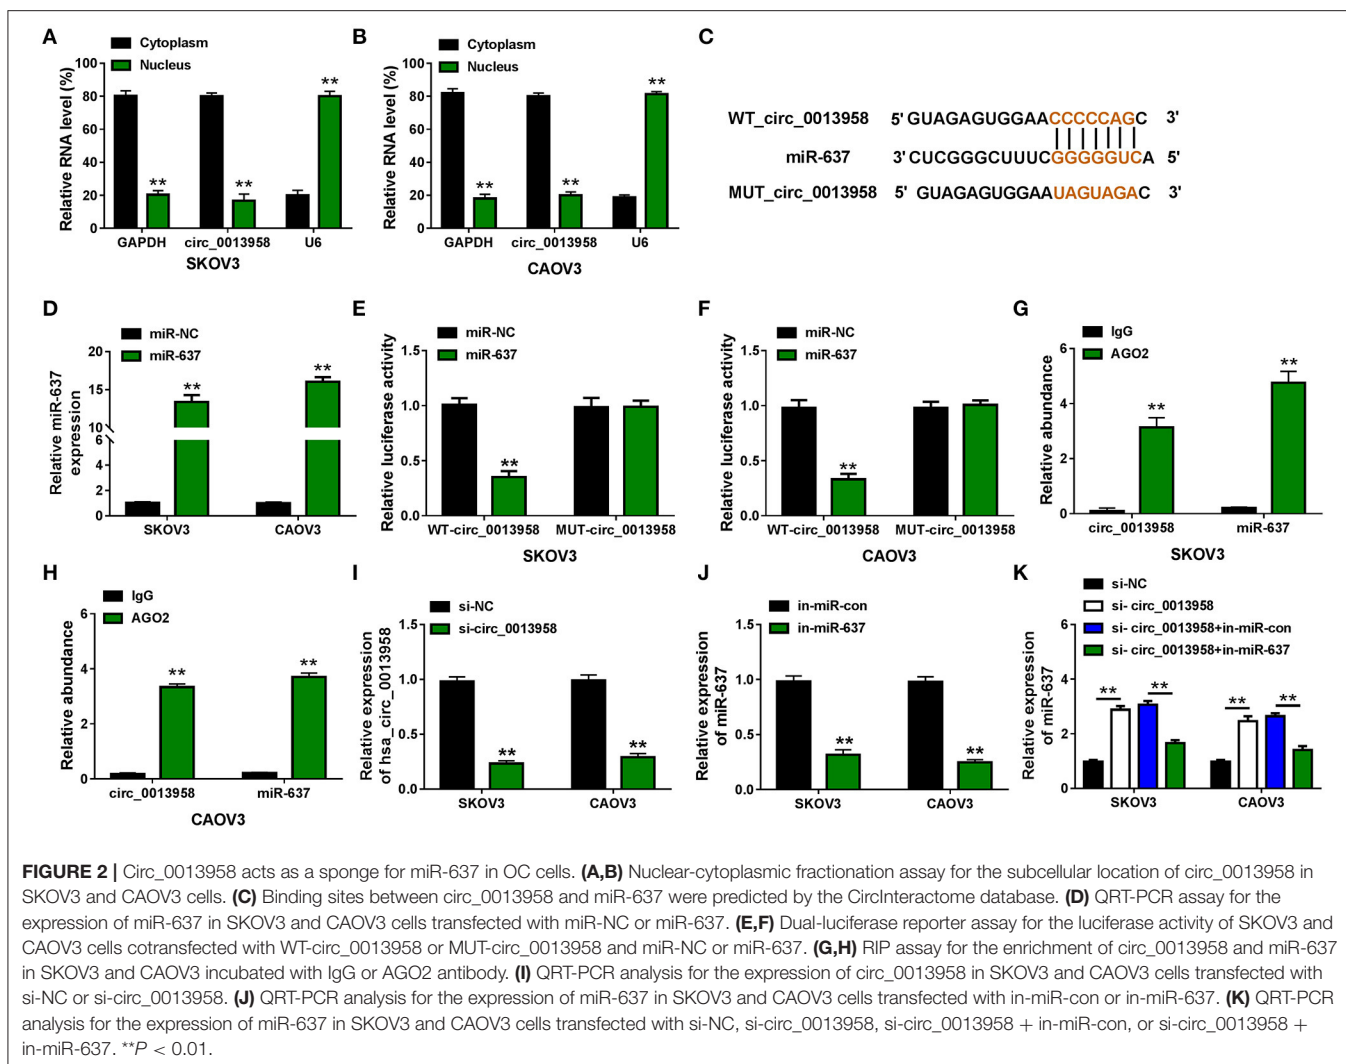 A
Cytoplasm
Nucleus
Relative RNA level (%)
100
80
60
40
20
0
**
**
**
GAPDH circ_0013958 U6
SKOV3
B
Cytoplasm
Nucleus
Relative RNA level (%)
100
80
60
40
20
0
**
**
**
GAPDH circ_0013958 U6
CAOV3
C
WT_circ_0013958 5' GUAGAGUGGAACCCCCAGC 3'
miR-637 3'CUCGGGCUUUCGGGGGUCA 5'
MUT_circ_0013958 5' GUAGAGUGGAAUAGUAGAC 3'
D
miR-NC
miR-637
Relative miR-637
expression
20
15
10
6
4
2
0
**
**
SKOV3 CAOV3
E
miR-NC
miR-637
Relative luciferase activity
1.5
1.0
0.5
0.0
**
WT-circ_0013958 MUT-circ_0013958
SKOV3
F
miR-NC
miR-637
Relative luciferase activity
1.5
1.0
0.5
0.0
**
WT-circ_0013958 MUT-circ_0013958
CAOV3
G
IgG
AGO2
Relative abundance
6
4
2
0
**
**
circ_0013958 miR-637
SKOV3
H
IgG
AGO2
Relative abundance
6
4
2
0
**
**
circ_0013958 miR-637
CAOV3
I
si-NC
si-circ_0013958
Relative expression
of hsa_circ_0013958
1.5
1.0
0.5
0.0
**
**
SKOV3 CAOV3
J
in-miR-con
in-miR-637
Relative expression
of miR-637
1.5
1.0
0.5
0.0
**
**
SKOV3 CAOV3
K
si-NC
si- circ_0013958
si- circ_0013958+in-miR-con
si- circ_0013958+in-miR-637
Relative expression
of miR-637
6
4
2
0
** **
** **
SKOV3 CAOV3
FIGURE 2 | Circ_0013958 acts as a sponge for miR-637 in OC cells. (A,B) Nuclear-cytoplasmic fractionation assay for the subcellular location of circ_0013958 in
SKOV3 and CAOV3 cells. (C) Binding sites between circ_0013958 and miR-637 were predicted by the CircInteractome database. (D) QRT-PCR assay for the
expression of miR-637 in SKOV3 and CAOV3 cells transfected with miR-NC or miR-637. (E,F) Dual-luciferase reporter assay for the luciferase activity of SKOV3 and
CAOV3 cells cotransfected with WT-circ_0013958 or MUT-circ_0013958 and miR-NC or miR-637. (G,H) RIP assay for the enrichment of circ_0013958 and miR-637
in SKOV3 and CAOV3 incubated with IgG or AGO2 antibody. (I) QRT-PCR analysis for the expression of circ_0013958 in SKOV3 and CAOV3 cells transfected with
si-NC or si-circ_0013958. (J) QRT-PCR analysis for the expression of miR-637 in SKOV3 and CAOV3 cells transfected with in-miR-con or in-miR-637. (K) QRT-PCR
analysis for the expression of miR-637 in SKOV3 and CAOV3 cells transfected with si-NC, si-circ_0013958, si-circ_0013958 + in-miR-con, or si-circ_0013958 +
in-miR-637. **P < 0.01.